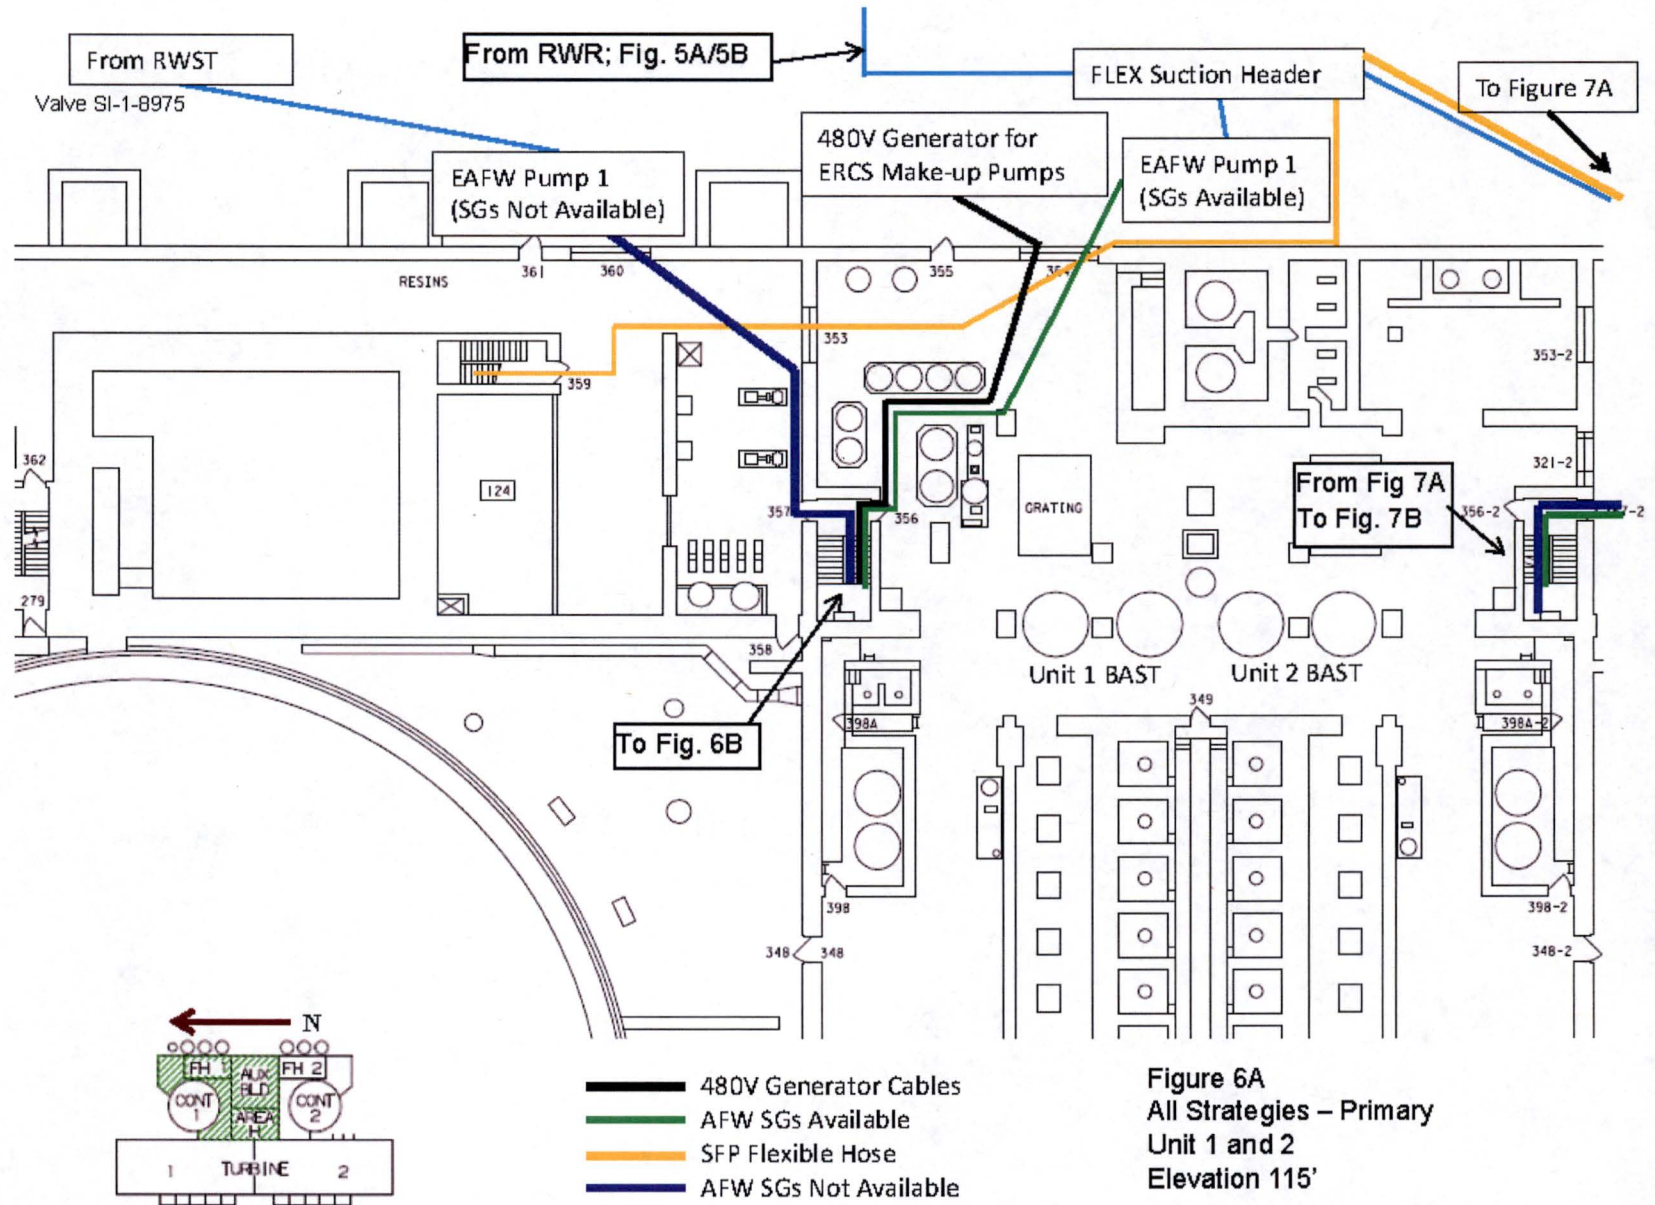 From RWST
Valve SI-1-8975
From RWR; Fig. 5A/5B
FLEX Suction Header
To Figure 7A
EAFW Pump 1
(SGs Not Available)
480V Generator for
ERCS Make-up Pumps
EAFW Pump 1
(SGs Available)
361
360
355
RESINS
353
353-2
359
362
124
321-2
357
356
GRATING
From Fig 7A
To Fig. 7B
356-2
279
358
Unit 1 BAST
Unit 2 BAST
To Fig. 6B
398A
349
398A-2
398
398-2
348
348
348-2
N
FH 1
AUX
BLD
FH 2
CONT
1
AREA
H
CONT
2
1
TURBINE
2
480V Generator Cables
AFW SGs Available
SFP Flexible Hose
AFW SGs Not Available
Figure 6A
All Strategies – Primary
Unit 1 and 2
Elevation 115’